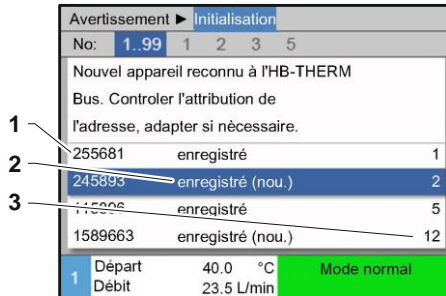 Avertissement ► Initialisation
No: 1..99 1 2 3 5
Nouvel appareil reconnu à l'HB-THERM
Bus. Controler l'attribution de
l'adresse, adapter si nècessaire.
1
255681 enregistré 1
2
245893 enregistré (nou.) 2
3
enregistré 5
1589663 enregistré (nou.) 12
1 Départ 40.0 °C Mode normal
Débit 23.5 L/min